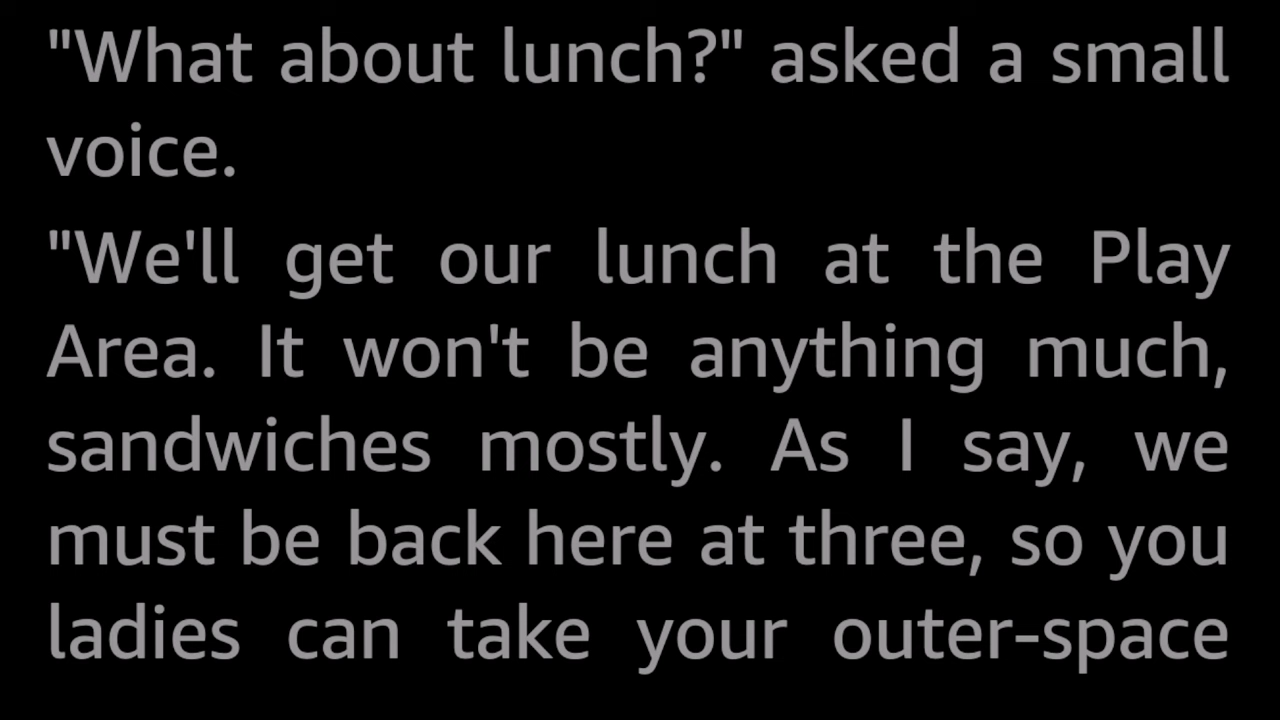 "What about lunch?" asked a small
voice.
"We'll get our lunch at the Play
Area. It won't be anything much,
sandwiches mostly. As I say, we
must be back here at three, so you
ladies can take your outer-space